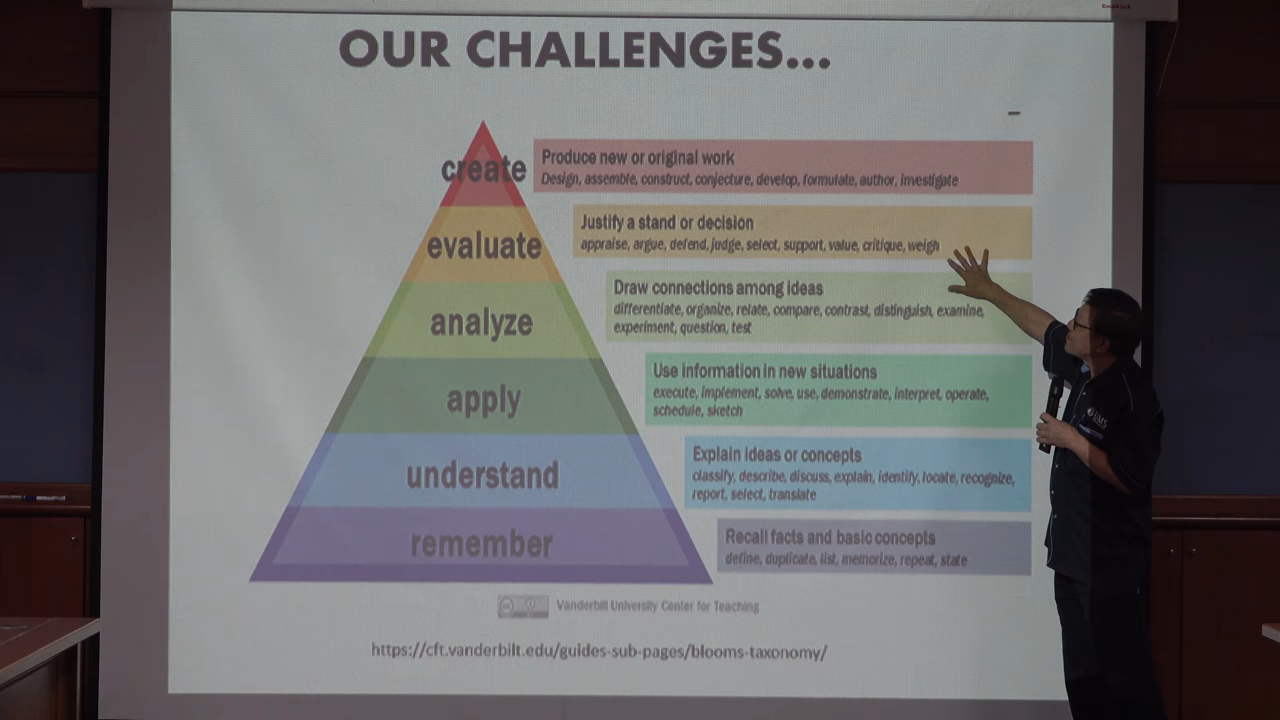 OUR CHALLENGES...
create
Produce new or original work
Design, assemble, construct, conjecture, develop, formulate, author, investigate
evaluate
Justify a stand or decision
appraise, argue, defend, judge, select, support, value, critique, weigh
analyze
Draw connections among ideas
differentiate, organize, relate, compare, contrast, distinguish, examine,
experiment, question, test
apply
Use information in new situations
execute, implement, solve, use, demonstrate, interpret, operate,
schedule, sketch
understand
Explain ideas or concepts
classify, describe, discuss, explain, identify, locate, recognize,
report, select, translate
remember
Recall facts and basic concepts
define, duplicate, list, memorize, repeat, state
Vanderbilt University Center for Teaching
https://cft.vanderbilt.edu/guides-sub-pages/blooms-taxonomy/
UMS